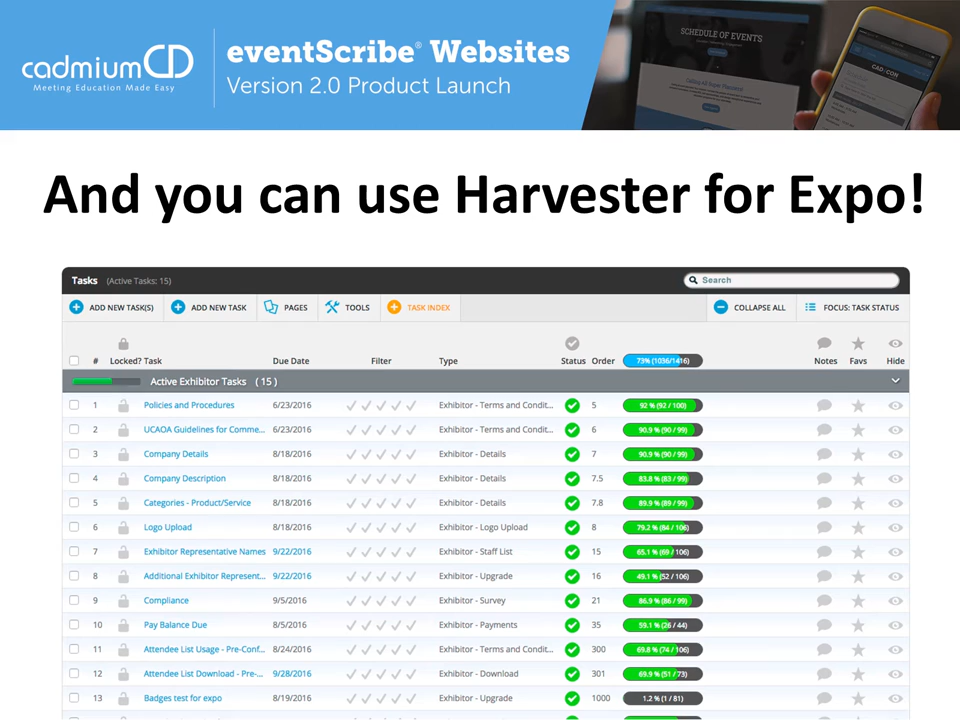 cadmiumCD
Meeting Education Made Easy
eventScribe® Websites
Version 2.0 Product Launch
SCHEDULE OF EVENTS
CAD/CON
And you can use Harvester for Expo!
Tasks (Active Tasks: 15) Search
ADD NEW TASK(S) ADD NEW TASK PAGES TOOLS TASK INDEX COLLAPSE ALL FOCUS: TASK STATUS
# Locked? Task Due Date Filter Type Status Order 73% (1036/1416) Notes Favs Hide
Active Exhibitor Tasks ( 15 )
1 Policies and Procedures 6/23/2016 Exhibitor - Terms and Condit... 5 92 % (92 / 100)
2 UCAOA Guidelines for Comme... 6/23/2016 Exhibitor - Terms and Condit... 6 90.9 % (90 / 99)
3 Company Details 8/18/2016 Exhibitor - Details 7 90.9 % (90 / 99)
4 Company Description 8/18/2016 Exhibitor - Details 7.5 83.8 % (83 / 99)
5 Categories - Product/Service 8/18/2016 Exhibitor - Details 7.8 89.9 % (89 / 99)
6 Logo Upload 8/18/2016 Exhibitor - Logo Upload 8 79.2 % (84 / 106)
7 Exhibitor Representative Names 9/22/2016 Exhibitor - Staff List 15 65.1 % (69 / 106)
8 Additional Exhibitor Represent... 9/22/2016 Exhibitor - Upgrade 16 49.1 % (52 / 106)
9 Compliance 9/5/2016 Exhibitor - Survey 21 86.9 % (86 / 99)
10 Pay Balance Due 8/5/2016 Exhibitor - Payments 35 59.1 % (26 / 44)
11 Attendee List Usage - Pre-Conf... 8/24/2016 Exhibitor - Terms and Condit... 300 69.8 % (74 / 106)
12 Attendee List Download - Pre-... 9/28/2016 Exhibitor - Download 301 69.9 % (51 / 73)
13 Badges test for expo 8/19/2016 Exhibitor - Upgrade 1000 1.2 % (1 / 81)